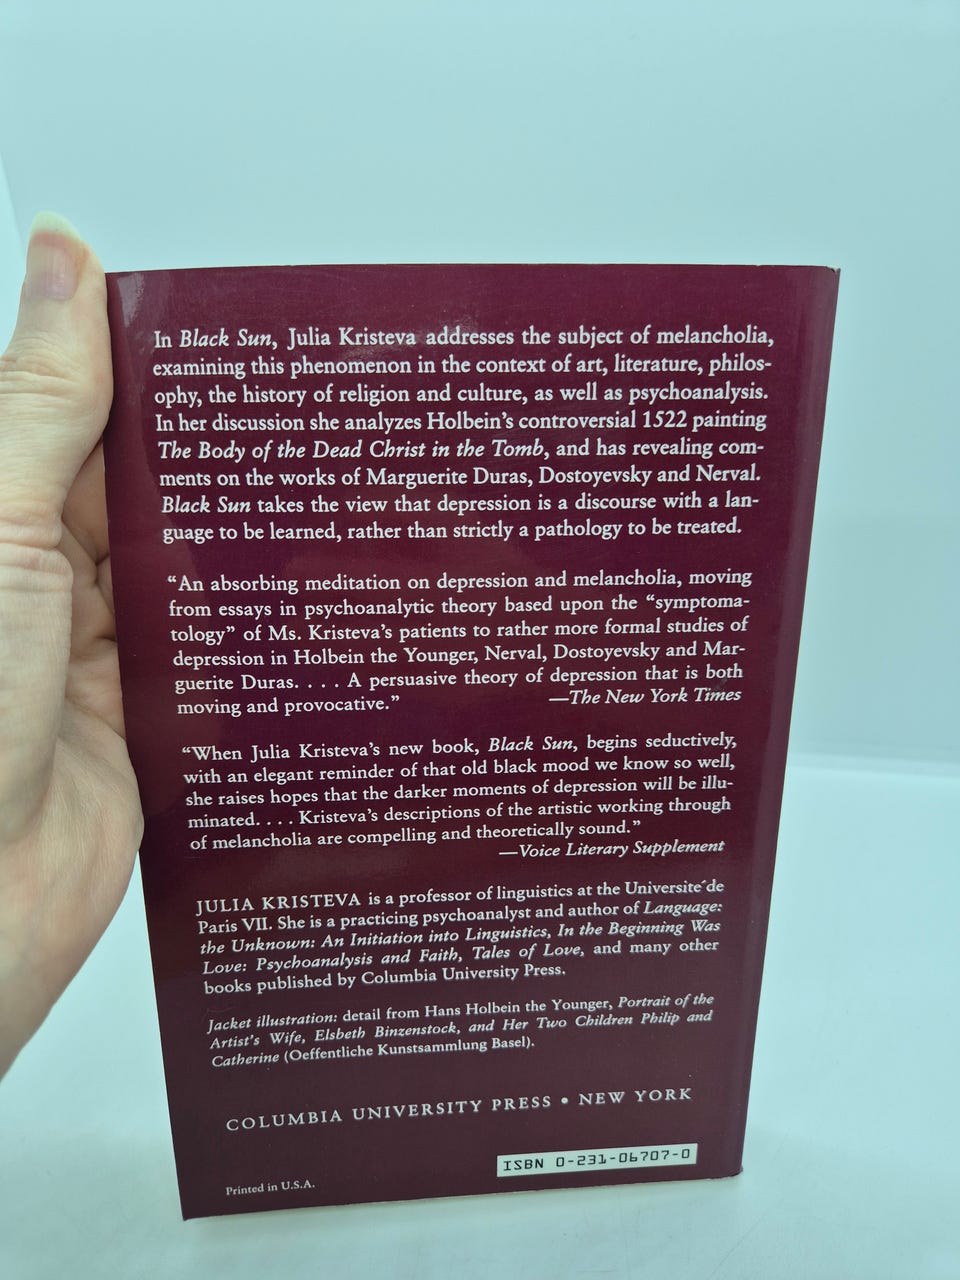 In Black Sun, Julia Kristeva addresses the subject of melancholia,
examining this phenomenon in the context of art, literature, philos-
ophy, the history of religion and culture, as well as psychoanalysis.
In her discussion she analyzes Holbein's controversial 1522 painting
The Body of the Dead Christ in the Tomb, and has revealing com-
ments on the works of Marguerite Duras, Dostoyevsky and Nerval.
Black Sun takes the view that depression is a discourse with a lan-
guage to be learned, rather than strictly a pathology to be treated.
“An absorbing meditation on depression and melancholia, moving
from essays in psychoanalytic theory based upon the “symptoma-
tology” of Ms. Kristeva's patients to rather more formal studies of
depression in Holbein the Younger, Nerval, Dostoyevsky and Mar-
guerite Duras. . . . A persuasive theory of depression that is both
moving and provocative.” —The New York Times
“When Julia Kristeva's new book, Black Sun, begins seductively,
with an elegant reminder of that old black mood we know so well,
she raises hopes that the darker moments of depression will be illu-
minated. . . . Kristeva's descriptions of the artistic working through
of melancholia are compelling and theoretically sound.”
—Voice Literary Supplement
JULIA KRISTEVA is a professor of linguistics at the Universite´de
Paris VII. She is a practicing psychoanalyst and author of Language:
the Unknown: An Initiation into Linguistics, In the Beginning Was
Love: Psychoanalysis and Faith, Tales of Love, and many other
books published by Columbia University Press.
Jacket illustration: detail from Hans Holbein the Younger, Portrait of the
Artist's Wife, Elsbeth Binzenstock, and Her Two Children Philip and
Catherine (Oeffentliche Kunstsammlung Basel).
COLUMBIA UNIVERSITY PRESS • NEW YORK
ISBN 0-231-06707-0
Printed in U.S.A.